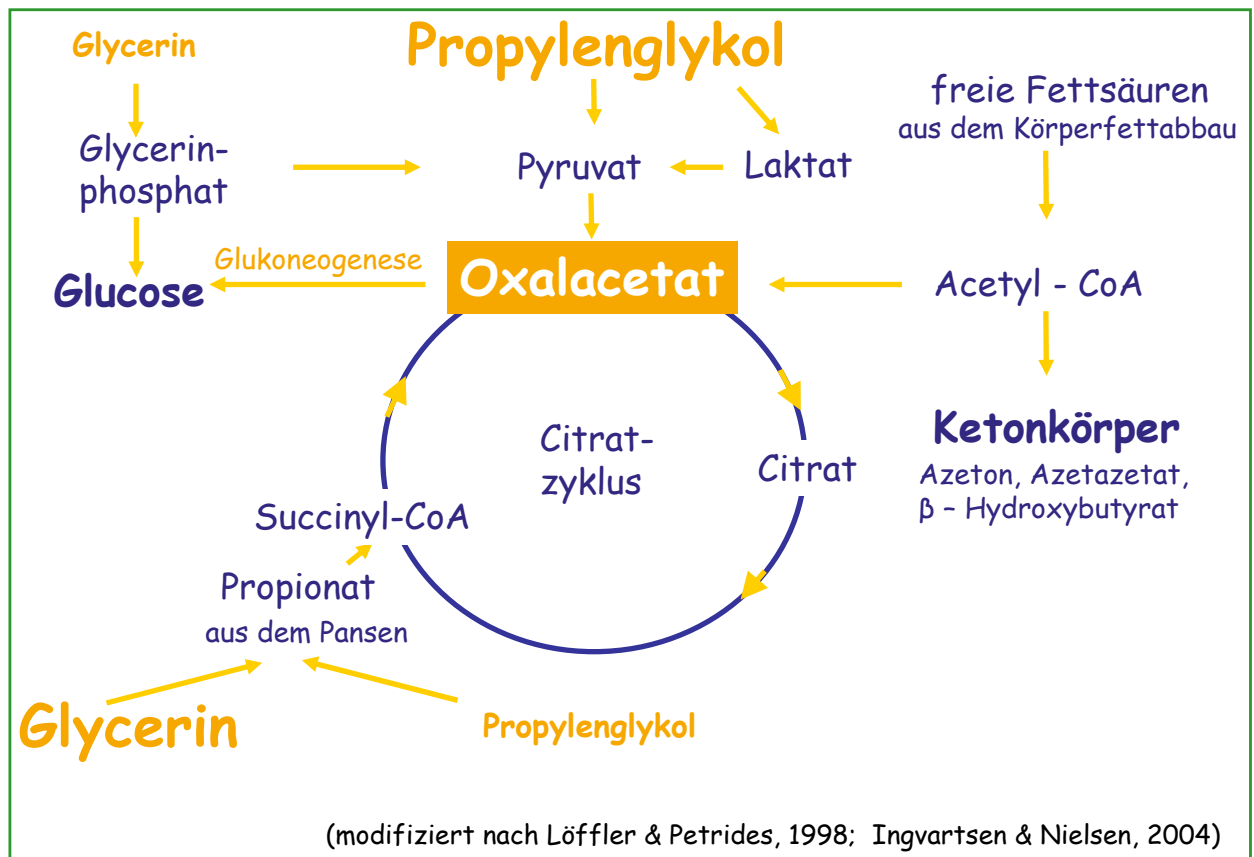 Glycerin
Propylenglykol
freie Fettsäuren
aus dem Körperfettabbau
Glycerin-
phosphat
Pyruvat
Laktat
Glukoneogenese
Glucose
Oxalacetat
Acetyl - CoA
Citrat-
zyklus
Citrat
Ketonkörper
Azeton, Azetazetat,
β – Hydroxybutyrat
Succinyl-CoA
Propionat
aus dem Pansen
Glycerin
Propylenglykol
(modifiziert nach Löffler & Petrides, 1998; Ingvartsen & Nielsen, 2004)